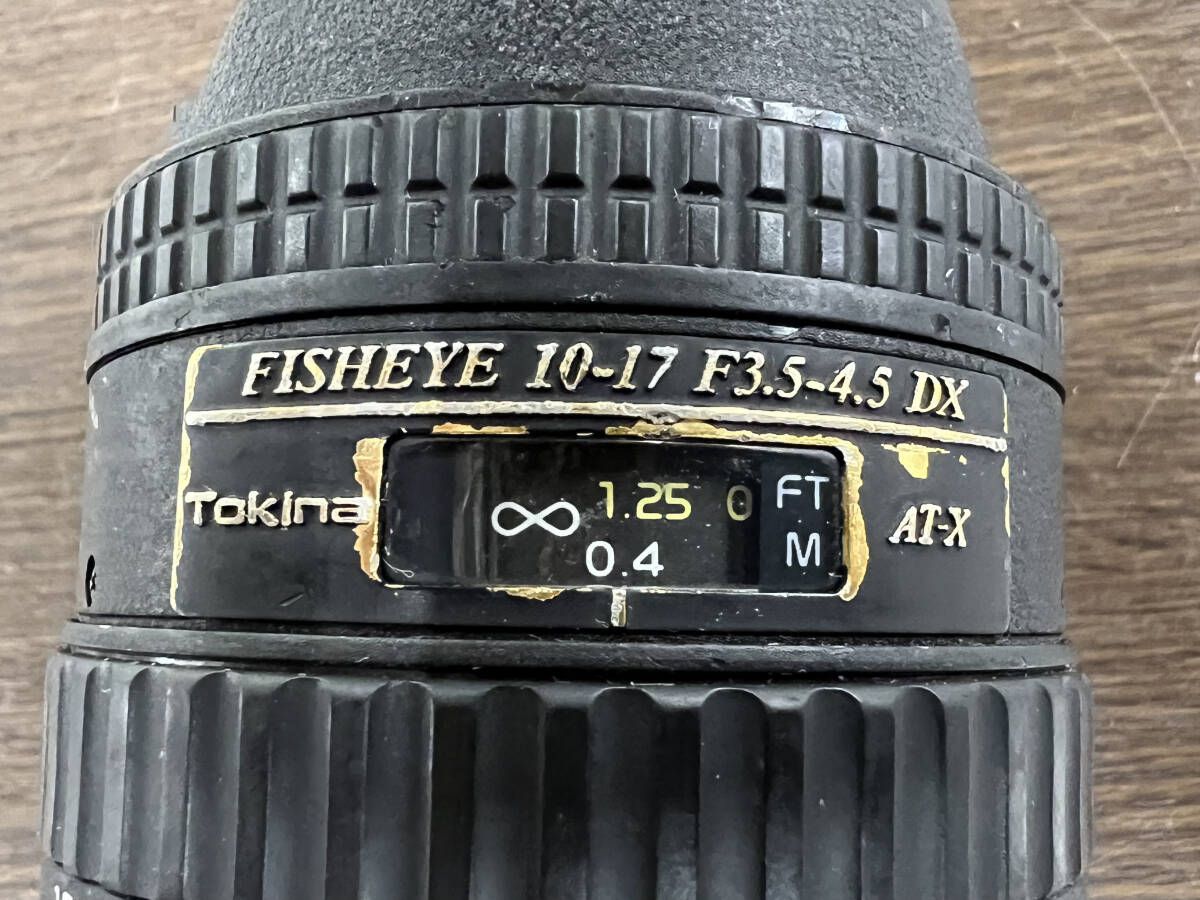 FISHEYE 10-17 F3.5-4.5 DX
Tokina
∞ 1.25 0 FT
0.4 M
AT-X